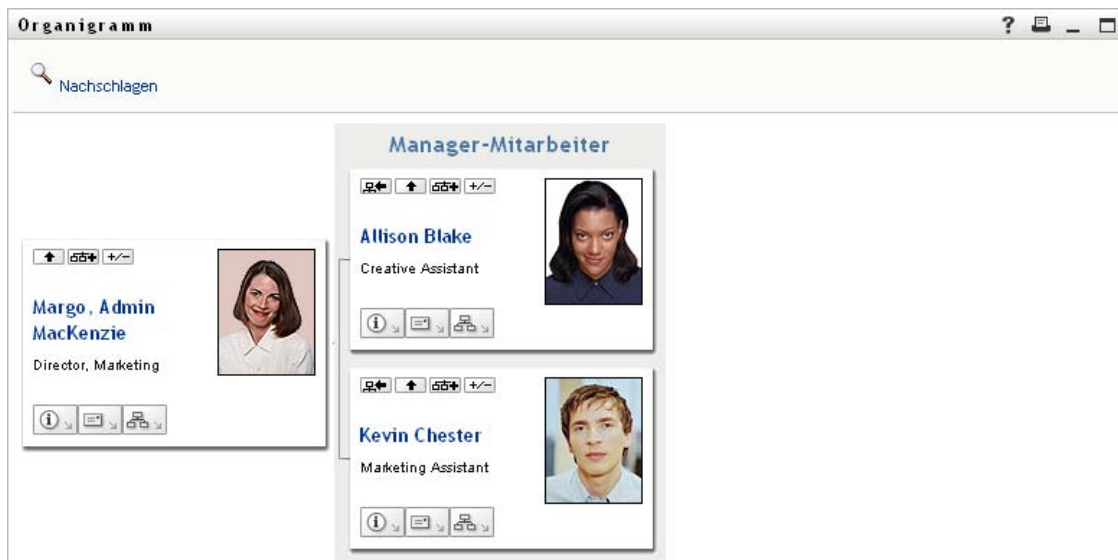 Organigramm
?
Nachschlagen
Manager-Mitarbeiter
+/-
Allison Blake
Creative Assistant
+/-
Margo, Admin
MacKenzie
Director, Marketing
+/-
Kevin Chester
Marketing Assistant